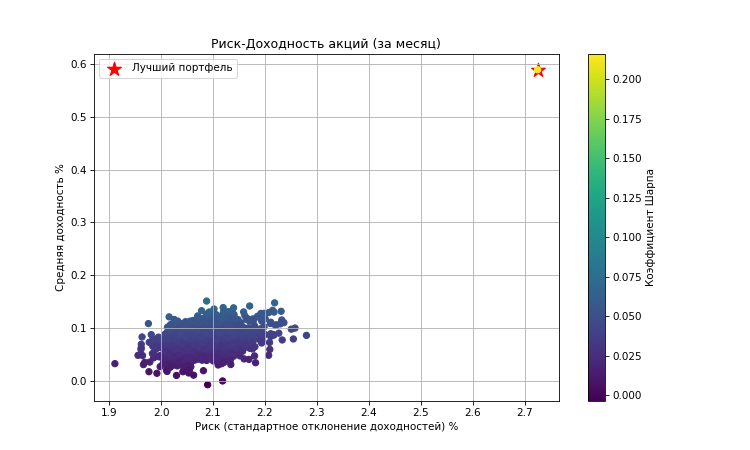 Риск-Доходность акций (за месяц)
Лучший портфель
Средняя доходность %
0.6
0.5
0.4
0.3
0.2
0.1
0.0
1.9 2.0 2.1 2.2 2.3 2.4 2.5 2.6 2.7
Риск (стандартное отклонение доходностей) %
0.200
0.175
0.150
0.125
0.100
0.075
0.050
0.025
0.000
Коэффициент Шарпа